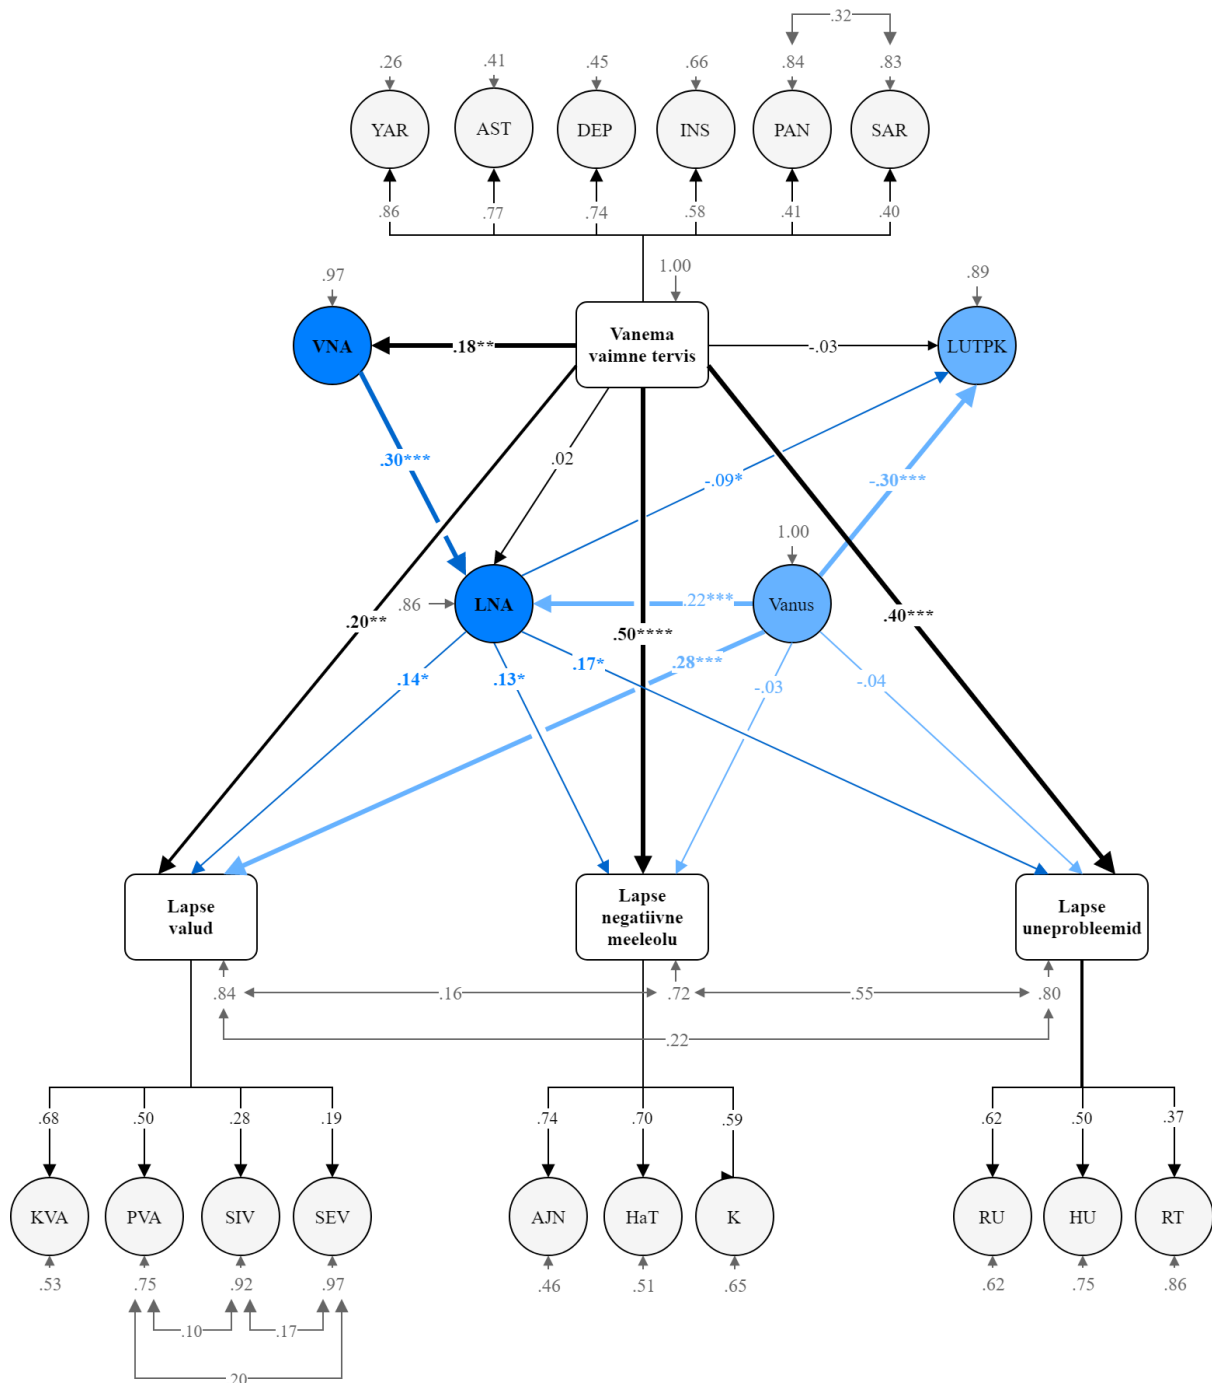 .32
.26
.41
.45
.66
.84
.83
YAR
AST
DEP
INS
PAN
SAR
.86
.77
.74
.58
.41
.40
.97
1.00
.89
VNA
.18**
Vanema
vaimne tervis
-.03
LUTPK
.30***
.02
-.09*
-.30***
1.00
.86
LNA
.22***
Vanus
.20**
.50****
.40***
.14*
.13*
.17*
.28***
-.03
-.04
Lapse
valud
Lapse
negatiivne
meeleolu
Lapse
uneprobleemid
.84
.16
.72
.55
.80
.22
.68
.50
.28
.19
.74
.70
.59
.62
.50
.37
KVA
PVA
SIV
SEV
AJN
HaT
K
RU
HU
RT
.53
.75
.92
.97
.46
.51
.65
.62
.75
.86
.10
.17
.20